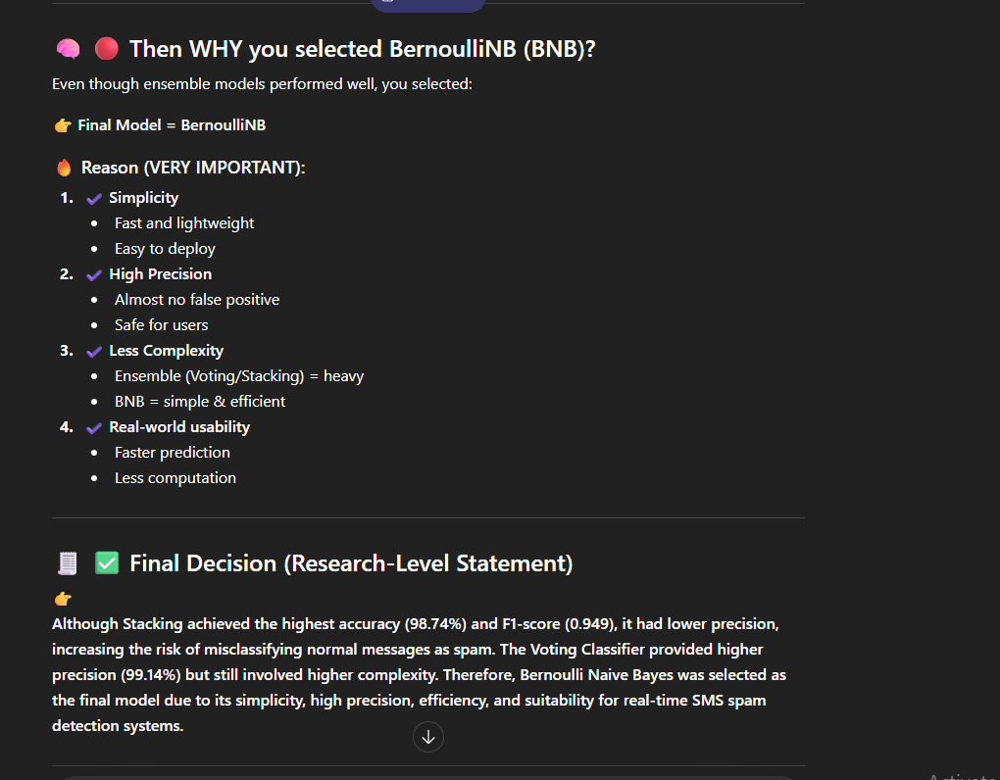 Then WHY you selected BernoulliNB (BNB)?
Even though ensemble models performed well, you selected:
Final Model = BernoulliNB
Reason (VERY IMPORTANT):
1. Simplicity
Fast and lightweight
Easy to deploy
2. High Precision
Almost no false positive
Safe for users
3. Less Complexity
Ensemble (Voting/Stacking) = heavy
BNB = simple & efficient
4. Real-world usability
Faster prediction
Less computation
Final Decision (Research-Level Statement)
Although Stacking achieved the highest accuracy (98.74%) and F1-score (0.949), it had lower precision,
increasing the risk of misclassifying normal messages as spam. The Voting Classifier provided higher
precision (99.14%) but still involved higher complexity. Therefore, Bernoulli Naive Bayes was selected as
the final model due to its simplicity, high precision, efficiency, and suitability for real-time SMS spam
detection systems.